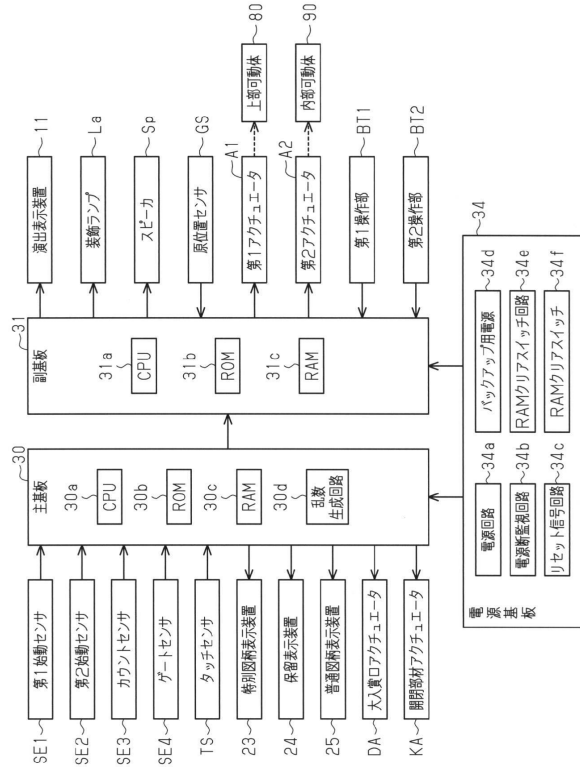 SE1
第1始動センサ
SE2
第2始動センサ
SE3
カウントセンサ
SE4
ゲートセンサ
TS
タッチセンサ
23
特別図柄表示装置
24
保留表示装置
25
普通図柄表示装置
DA
大入賞口アクチュエータ
KA
開閉部材アクチュエータ
30
主基板
30a
CPU
30b
ROM
30c
RAM
30d
乱数
生成回路
31
副基板
31a
CPU
31b
ROM
31c
RAM
演出表示装置
11
装飾ランプ
La
スピーカ
Sp
原位置センサ
GS
第1アクチュエータ
A1
上部可動体
80
第2アクチュエータ
A2
内部可動体
90
第1操作部
BT1
第2操作部
BT2
34
電源基板
電源回路
34a
電源断監視回路
34b
リセット信号回路
34c
バックアップ用電源
34d
RAMクリアスイッチ回路
34e
RAMクリアスイッチ
34f